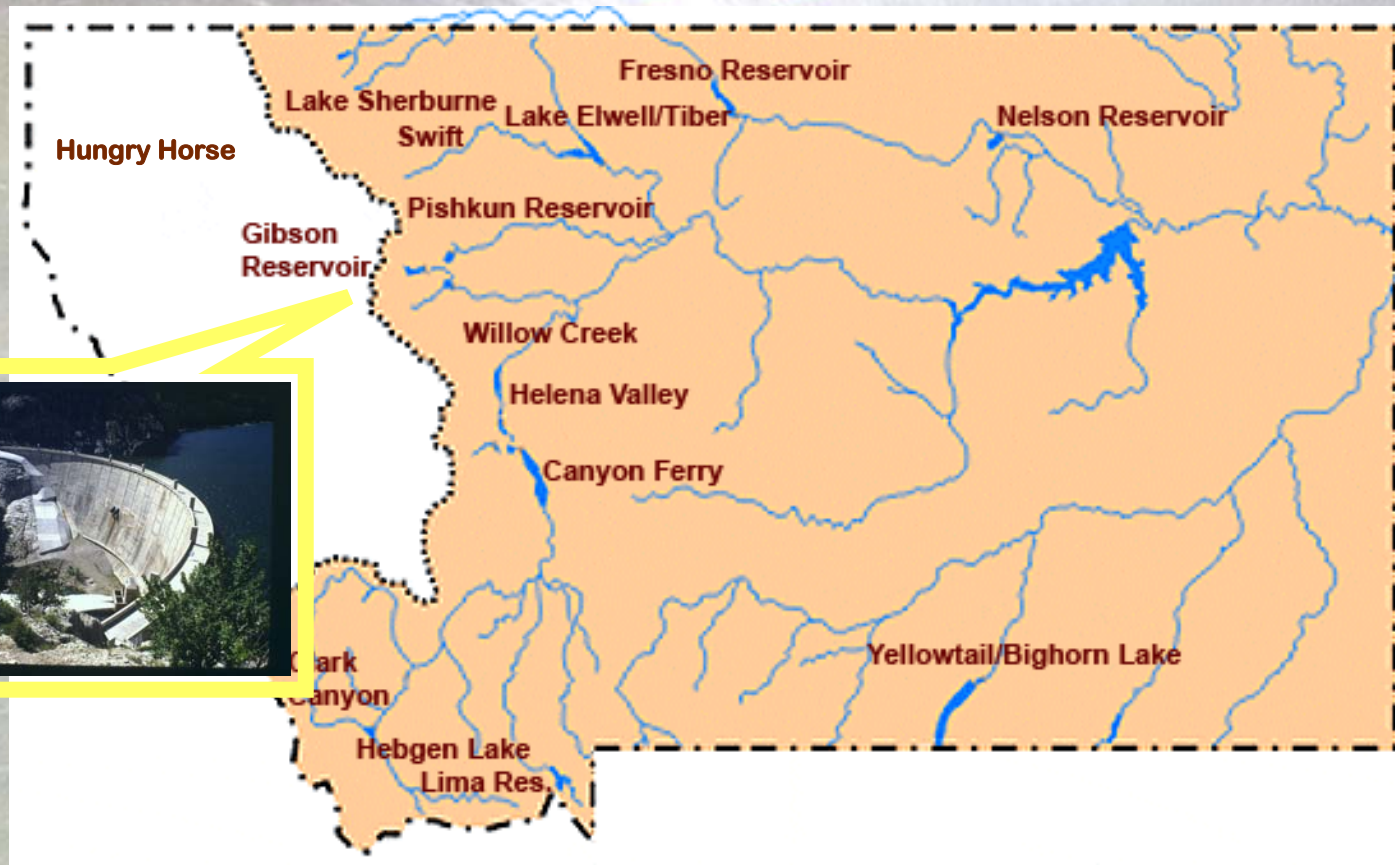 Fresno Reservoir
Lake Sherburne
Swift
Lake Elwell/Tiber
Nelson Reservoir
Hungry Horse
Pishkun Reservoir
Gibson
Reservoir
Willow Creek
Helena Valley
Canyon Ferry
Yellowtail/Bighorn Lake
ark
Canyon
Hebgen Lake
Lima Res.